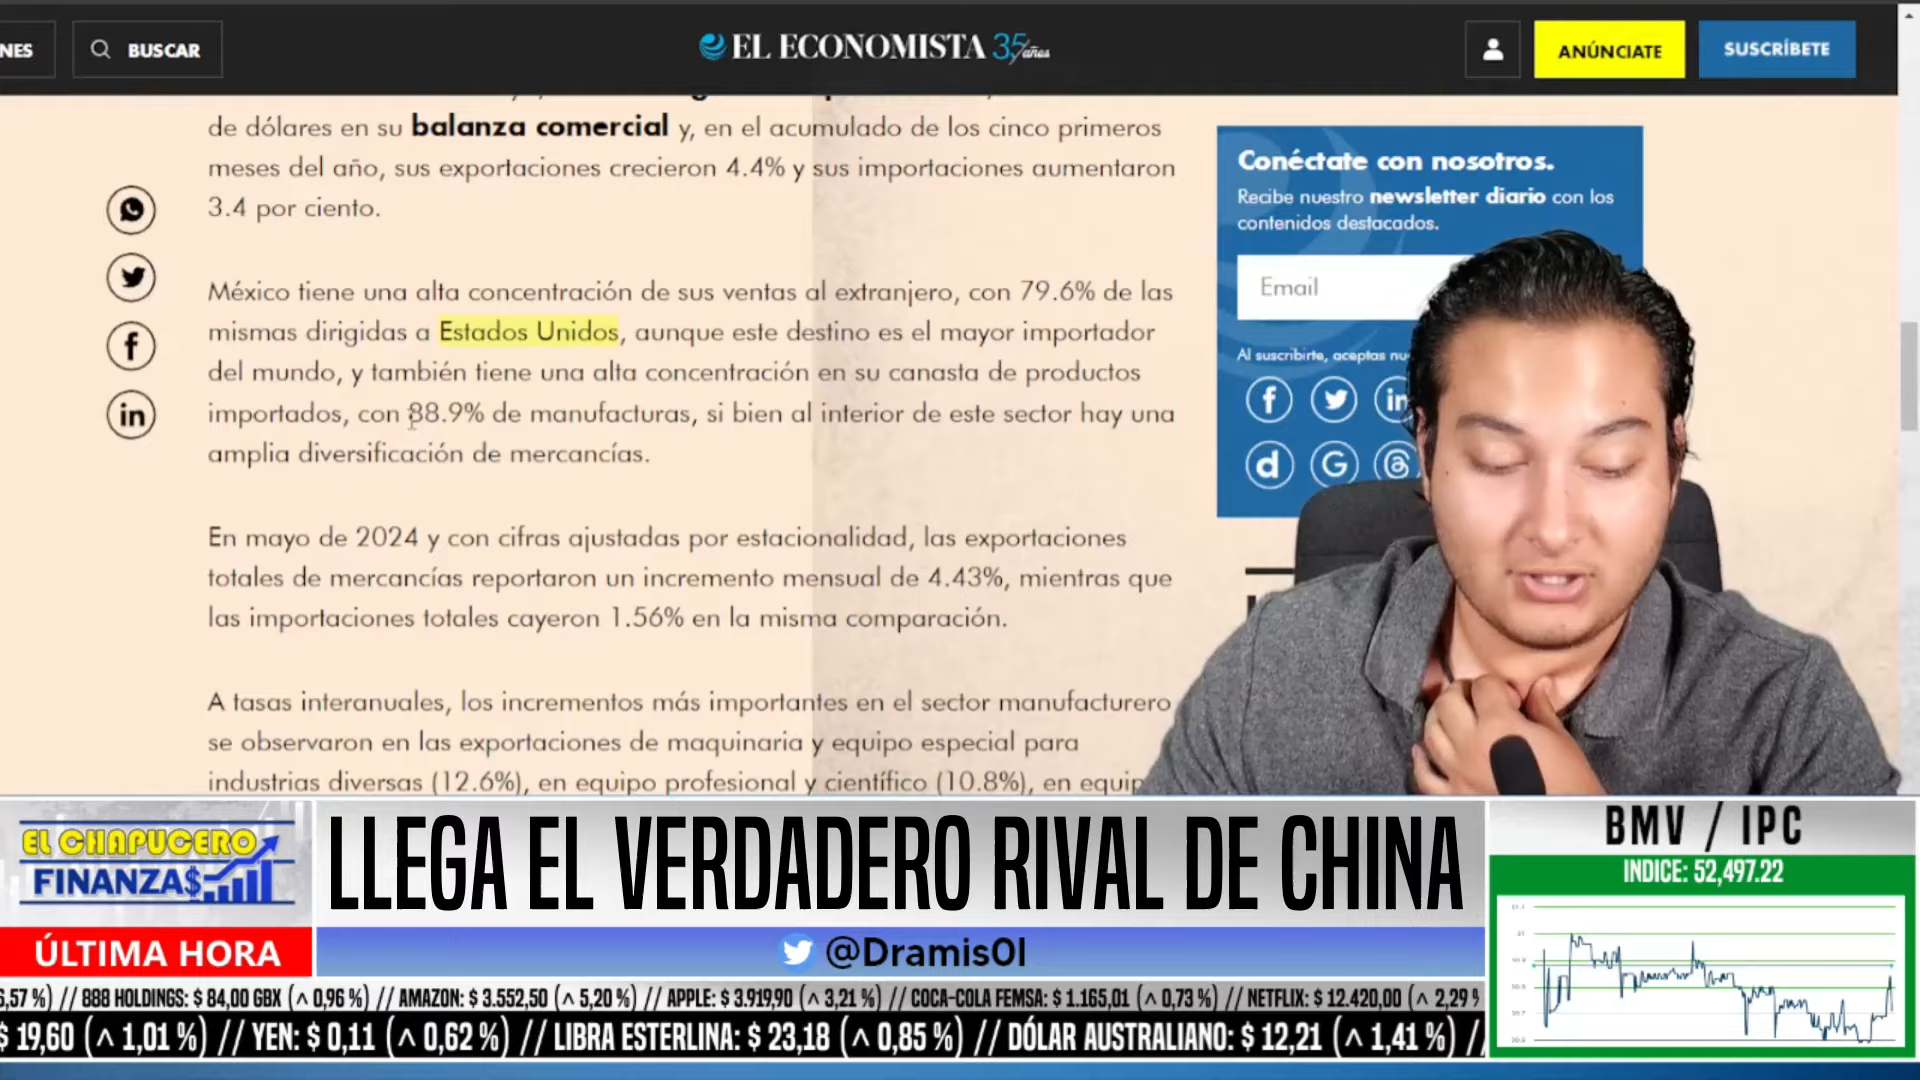 NES
BUSCAR
EL ECONOMISTA 35 años
ANÚNCIATE
SUSCRÍBETE
de dólares en su balanza comercial y, en el acumulado de los cinco primeros
meses del año, sus exportaciones crecieron 4.4% y sus importaciones aumentaron
3.4 por ciento.
México tiene una alta concentración de sus ventas al extranjero, con 79.6% de las
mismas dirigidas a Estados Unidos, aunque este destino es el mayor importador
del mundo, y también tiene una alta concentración en su canasta de productos
importados, con 88.9% de manufacturas, si bien al interior de este sector hay una
amplia diversificación de mercancías.
En mayo de 2024 y con cifras ajustadas por estacionalidad, las exportaciones
totales de mercancías reportaron un incremento mensual de 4.43%, mientras que
las importaciones totales cayeron 1.56% en la misma comparación.
A tasas interanuales, los incrementos más importantes en el sector manufacturero
se observaron en las exportaciones de maquinaria y equipo especial para
industrias diversas (12.6%), en equipo profesional y científico (10.8%), en equip
Conéctate con nosotros.
Recibe nuestro newsletter diario con los
contenidos destacados.
Email
Al suscribirte, aceptas nu
EL CHAPUCERO
FINANZA$
LLEGA EL VERDADERO RIVAL DE CHINA
ÚLTIMA HORA
@Dramis0l
BMV / IPC
INDICE: 52,497.22
6,57 %) // 888 HOLDINGS: $ 84,00 GBX (^ 0,96 %) // AMAZON: $ 3.552,50 (^ 5,20 %) // APPLE: $ 3.919,90 (^ 3,21 %) // COCA-COLA FEMSA: $ 1.165,01 (^ 0,73 %) // NETFLIX: $ 12.420,00 (^ 2,29 %
$ 19,60 (^ 1,01 %) // YEN: $ 0,11 (^ 0,62 %) // LIBRA ESTERLINA: $ 23,18 (^ 0,85 %) // DÓLAR AUSTRALIANO: $ 12,21 (^ 1,41 %) //